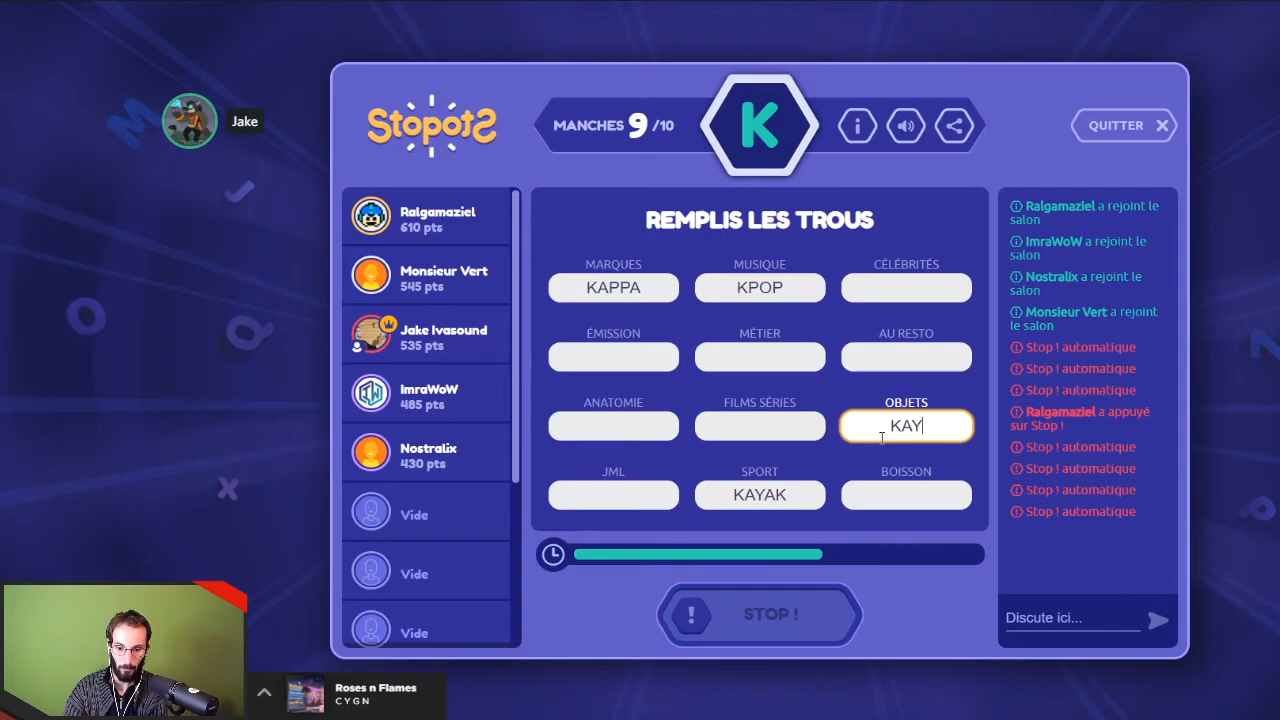 Jake
StopotS
MANCHES 9/10
K
QUITTER X
Ralgamaziel
610 pts
Monsieur Vert
545 pts
Jake Ivasound
535 pts
ImraWoW
485 pts
Nostralix
430 pts
Vide
Vide
Vide
REMPLIS LES TROUS
MARQUES
KAPPA
MUSIQUE
KPOP
CÉLÉBRITÉS
ÉMISSION
MÉTIER
AU RESTO
ANATOMIE
FILMS SÉRIES
OBJETS
KAY
JML
SPORT
KAYAK
BOISSON
! STOP !
Ralgamaziel a rejoint le
salon
ImraWoW a rejoint le
salon
Nostralix a rejoint le
salon
Monsieur Vert a rejoint le
salon
Stop ! automatique
Stop ! automatique
Stop ! automatique
Ralgamaziel a appuyé
sur Stop !
Stop ! automatique
Stop ! automatique
Stop ! automatique
Stop ! automatique
Discute ici...
Roses n Flames
CYGN
M
J
O
Q
X